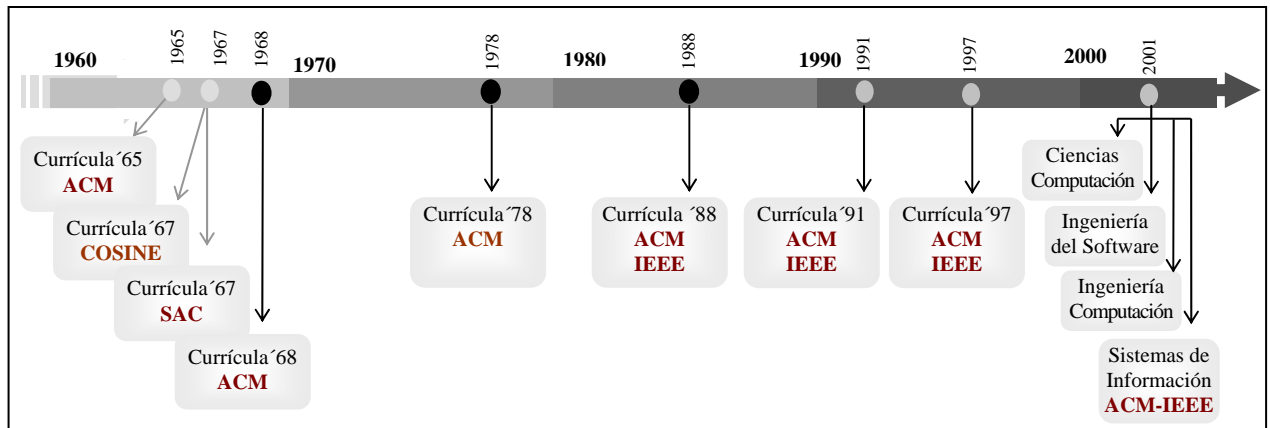 1960
1965
1967
1968
1970
1978
1980
1988
1990
1991
1997
2000
2001
Currícula´65
ACM
Currícula´67
COSINE
Currícula´67
SAC
Currícula´68
ACM
Currícula´78
ACM
Currícula ´88
ACM
IEEE
Currícula´91
ACM
IEEE
Currícula´97
ACM
IEEE
Ciencias
Computación
Ingeniería
del Software
Ingeniería
Computación
Sistemas de
Información
ACM-IEEE